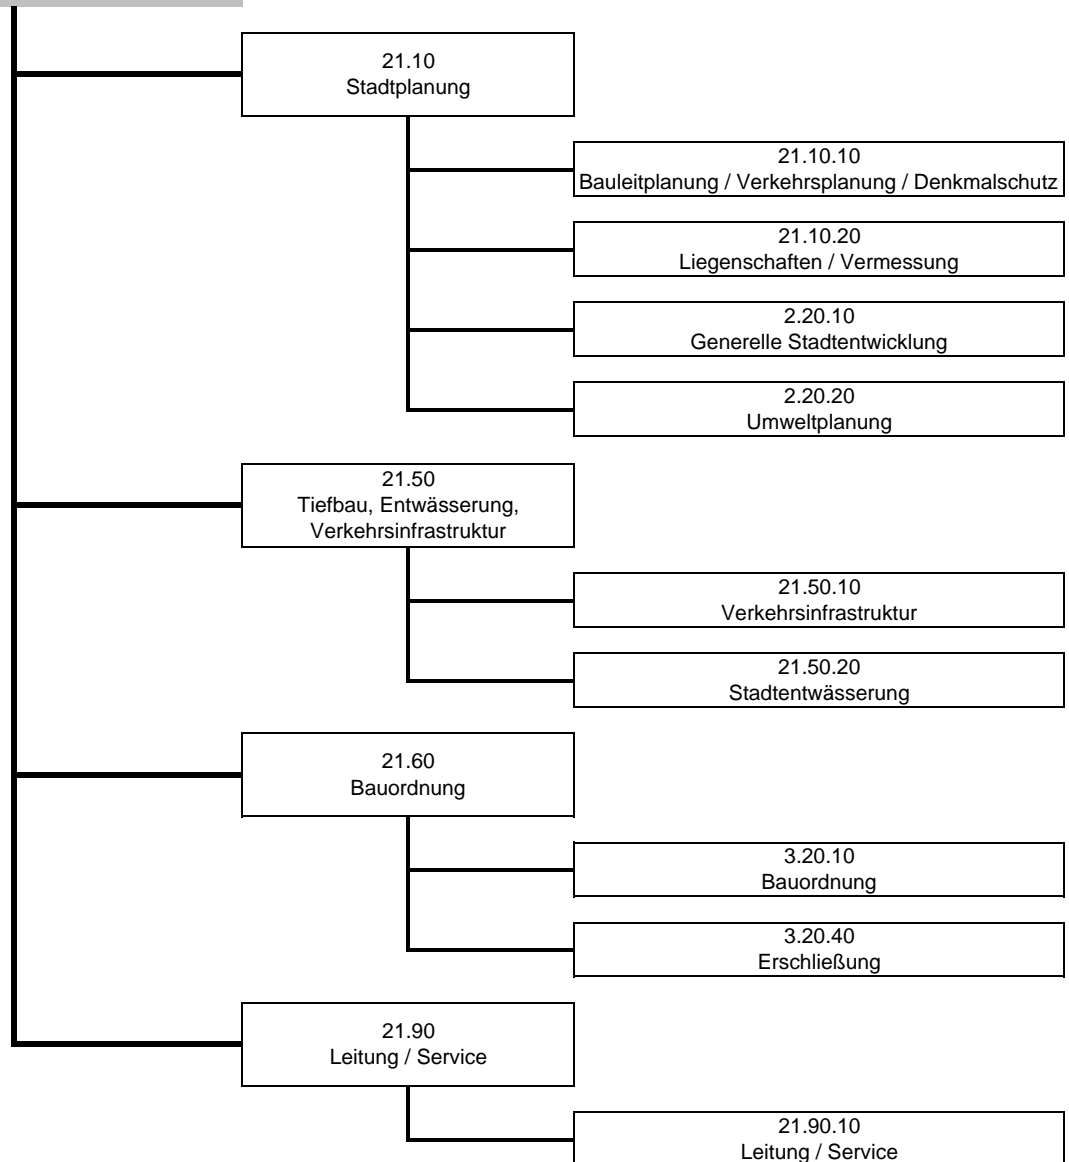 21.10
Stadtplanung
21.10.10
Bauleitplanung / Verkehrsplanung / Denkmalschutz
21.10.20
Liegenschaften / Vermessung
2.20.10
Generelle Stadtentwicklung
2.20.20
Umweltplanung
21.50
Tiefbau, Entwässerung,
Verkehrsinfrastruktur
21.50.10
Verkehrsinfrastruktur
21.50.20
Stadtentwässerung
21.60
Bauordnung
3.20.10
Bauordnung
3.20.40
Erschließung
21.90
Leitung / Service
21.90.10
Leitung / Service